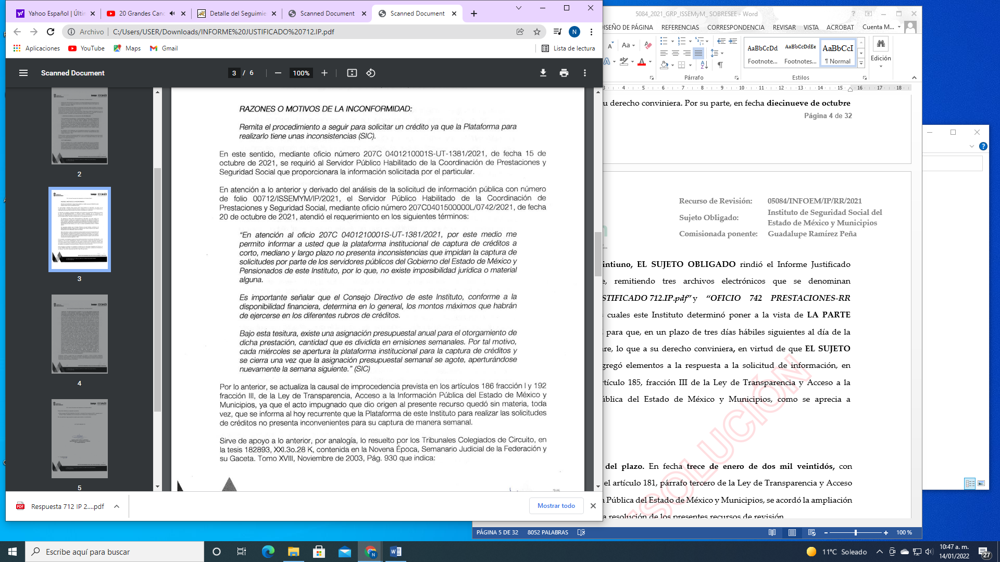 Yahoo Español | Últin
20 Grandes Canc
Detalle del Seguimie
Scanned Document
Scanned Document
Archivo
C:/Users/USER/Downloads/INFORME%20JUSTIFICADO%20712.IP.pdf
N
Aplicaciones
YouTube
Maps
Gmail
Lista de lectura
Scanned Document
3 / 6
100%
2
3
4
5
RAZONES O MOTIVOS DE LA INCONFORMIDAD:
Remita el procedimiento a seguir para solicitar un crédito ya que la Plataforma para
realizarlo tiene unas inconsistencias (SIC).
En este sentido, mediante oficio número 207C 0401210001S-UT-1381/2021, de fecha 15 de
octubre de 2021, se requirió al Servidor Público Habilitado de la Coordinación de Prestaciones y
Seguridad Social que proporcionara la información solicitada por el particular.
En atención a lo anterior y derivado del análisis de la solicitud de información pública con número
de folio 00712/ISSEMYM/IP/2021, el Servidor Público Habilitado de la Coordinación de
Prestaciones y Seguridad Social, mediante oficio número 207C0401500000L/0742/2021, de fecha
20 de octubre de 2021, atendió el requerimiento en los siguientes términos:
“En atención al oficio 207C 0401210001S-UT-1381/2021, por este medio me
permito informar a usted que la plataforma institucional de captura de créditos a
corto, mediano y largo plazo no presenta inconsistencias que impidan la captura de
solicitudes por parte de los servidores públicos del Gobierno del Estado de México y
Pensionados de este Instituto, por lo que, no existe imposibilidad jurídica o material
alguna.
Es importante señalar que el Consejo Directivo de este Instituto, conforme a la
disponibilidad financiera, determina en lo general, los montos máximos que habrán
de ejercerse en los diferentes rubros de créditos.
Bajo esta tesitura, existe una asignación presupuestal anual para el otorgamiento de
dicha prestación, cantidad que es dividida en emisiones semanales. Por tal motivo,
cada miércoles se apertura la plataforma institucional para la captura de créditos y
se cierra una vez que la asignación presupuestal semanal se agote, aperturándose
nuevamente la semana siguiente.” (SIC)
Por lo anterior, se actualiza la causal de improcedencia prevista en los artículos 186 fracción I y 192
fracción III, de la Ley de Transparencia, Acceso a la Información Pública del Estado de México y
Municipios, ya que el acto impugnado que dio origen al presente recurso quedó sin materia, toda
vez, que se informa al hoy recurrente que la Plataforma de este Instituto para realizar las solicitudes
de créditos no presenta inconvenientes para su captura de manera semanal.
Sirve de apoyo a lo anterior, por analogía, lo resuelto por los Tribunales Colegiados de Circuito, en
la tesis 182893, XXI.3o.28 K, contenida en la Novena Época, Semanario Judicial de la Federación y
su Gaceta. Tomo XVIII, Noviembre de 2003, Pág. 930 que indica:
Respuesta 712 IP 2....pdf
Mostrar todo
5084_2021_GRP_ISSEMyM_ SOBRESEE - Word
ISEÑO DE PÁGINA
REFERENCIAS
CORRESPONDENCIA
REVISAR
VISTA
ACROBAT
Cuenta M...
AaBbCcDd
AaBbCcDdEe
AaBbCcI
Footnote...
Footnotes...
¶ Normal
Edición
Párrafo
Estilos
3 4 5 6 7 8 9 10 11 12 13 14 15 16 17 18
u derecho conviniera. Por su parte, en fecha diecinueve de octubre
Página 4 de 32
Recurso de Revisión: 05084/INFOEM/IP/RR/2021
Sujeto Obligado: Instituto de Seguridad Social del
Estado de México y Municipios
Comisionada ponente: Guadalupe Ramírez Peña
intiuno, EL SUJETO OBLIGADO rindió el Informe Justificado
e, remitiendo tres archivos electrónicos que se denominan
STIFICADO 712.IP.pdf” y “OFICIO 742 PRESTACIONES-RR
s cuales este Instituto determinó poner a la vista de LA PARTE
para que, en un plazo de tres días hábiles siguientes al día de la
are, lo que a su derecho conviniera, en virtud de que EL SUJETO
gregó elementos a la respuesta a la solicitud de información, en
rtículo 185, fracción III de la Ley de Transparencia y Acceso a la
ública del Estado de México y Municipios, como se aprecia a
del plazo. En fecha trece de enero de dos mil veintidós, con
el artículo 181, párrafo tercero de la Ley de Transparencia y Acceso
n Pública del Estado de México y Municipios, se acordó la ampliación
a resolución de los presentes recursos de revisión
SOLUCIÓN
PÁGINA 5 DE 32
8052 PALABRAS
100 %
Escribe aquí para buscar
11°C Soleado
10:47 a. m.
14/01/2022
27